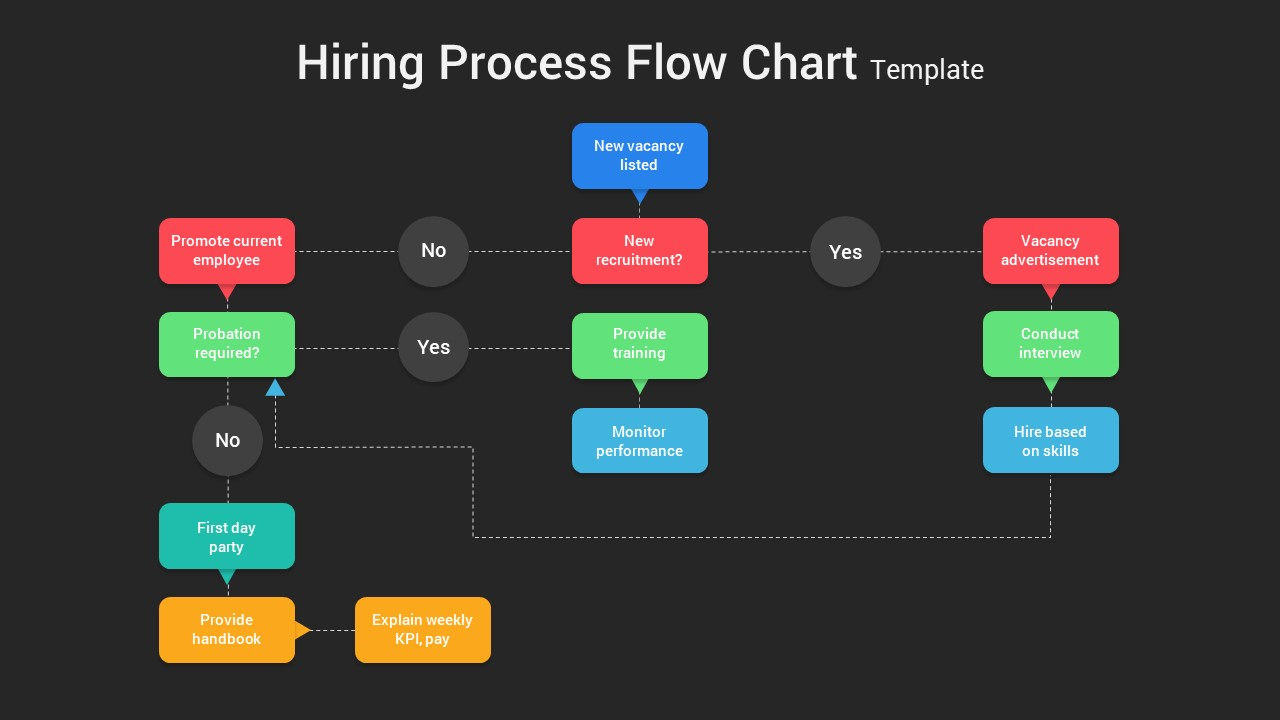 Hiring Process Flow Chart Template
New vacancy
listed
Promote current
employee
No
New
recruitment?
Yes
Vacancy
advertisement
Probation
required?
Yes
Provide
training
Conduct
interview
No
Monitor
performance
Hire based
on skills
First day
party
Provide
handbook
Explain weekly
KPI, pay